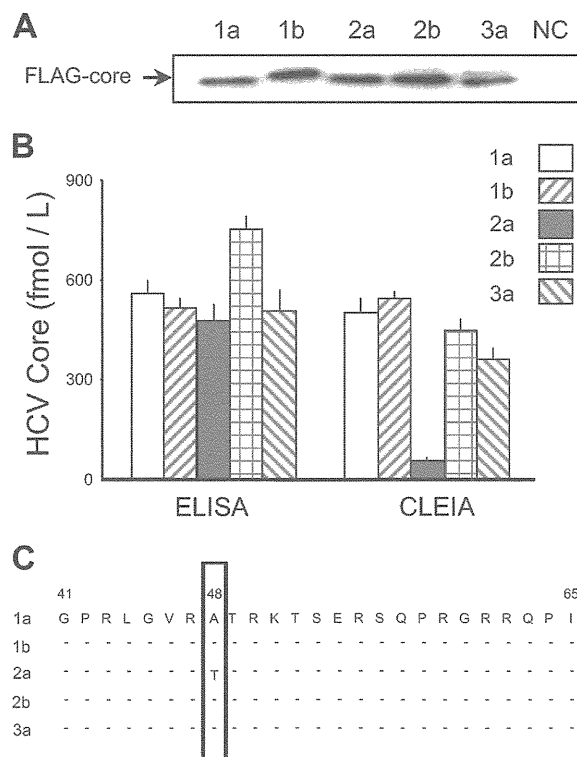 A
1a 1b 2a 2b 3a NC
FLAG-core
B
1a
1b
2a
2b
3a
900
600
300
0
HCV Core (fmol / L)
ELISA CLEIA
C
41 48 65
1a G P R L G V R A T R K T S E R S Q P R G R R Q P I
1b - - - - - - - - - - - - - - - - - - - - - - - - -
2a - - - - - - - T - - - - - - - - - - - - - - - - -
2b - - - - - - - - - - - - - - - - - - - - - - - - -
3a - - - - - - - - - - - - - - - - - - - - - - - - -